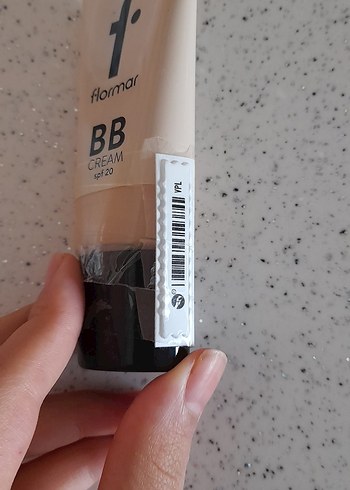 f
flormar
BB
CREAM
spf 20
YPL